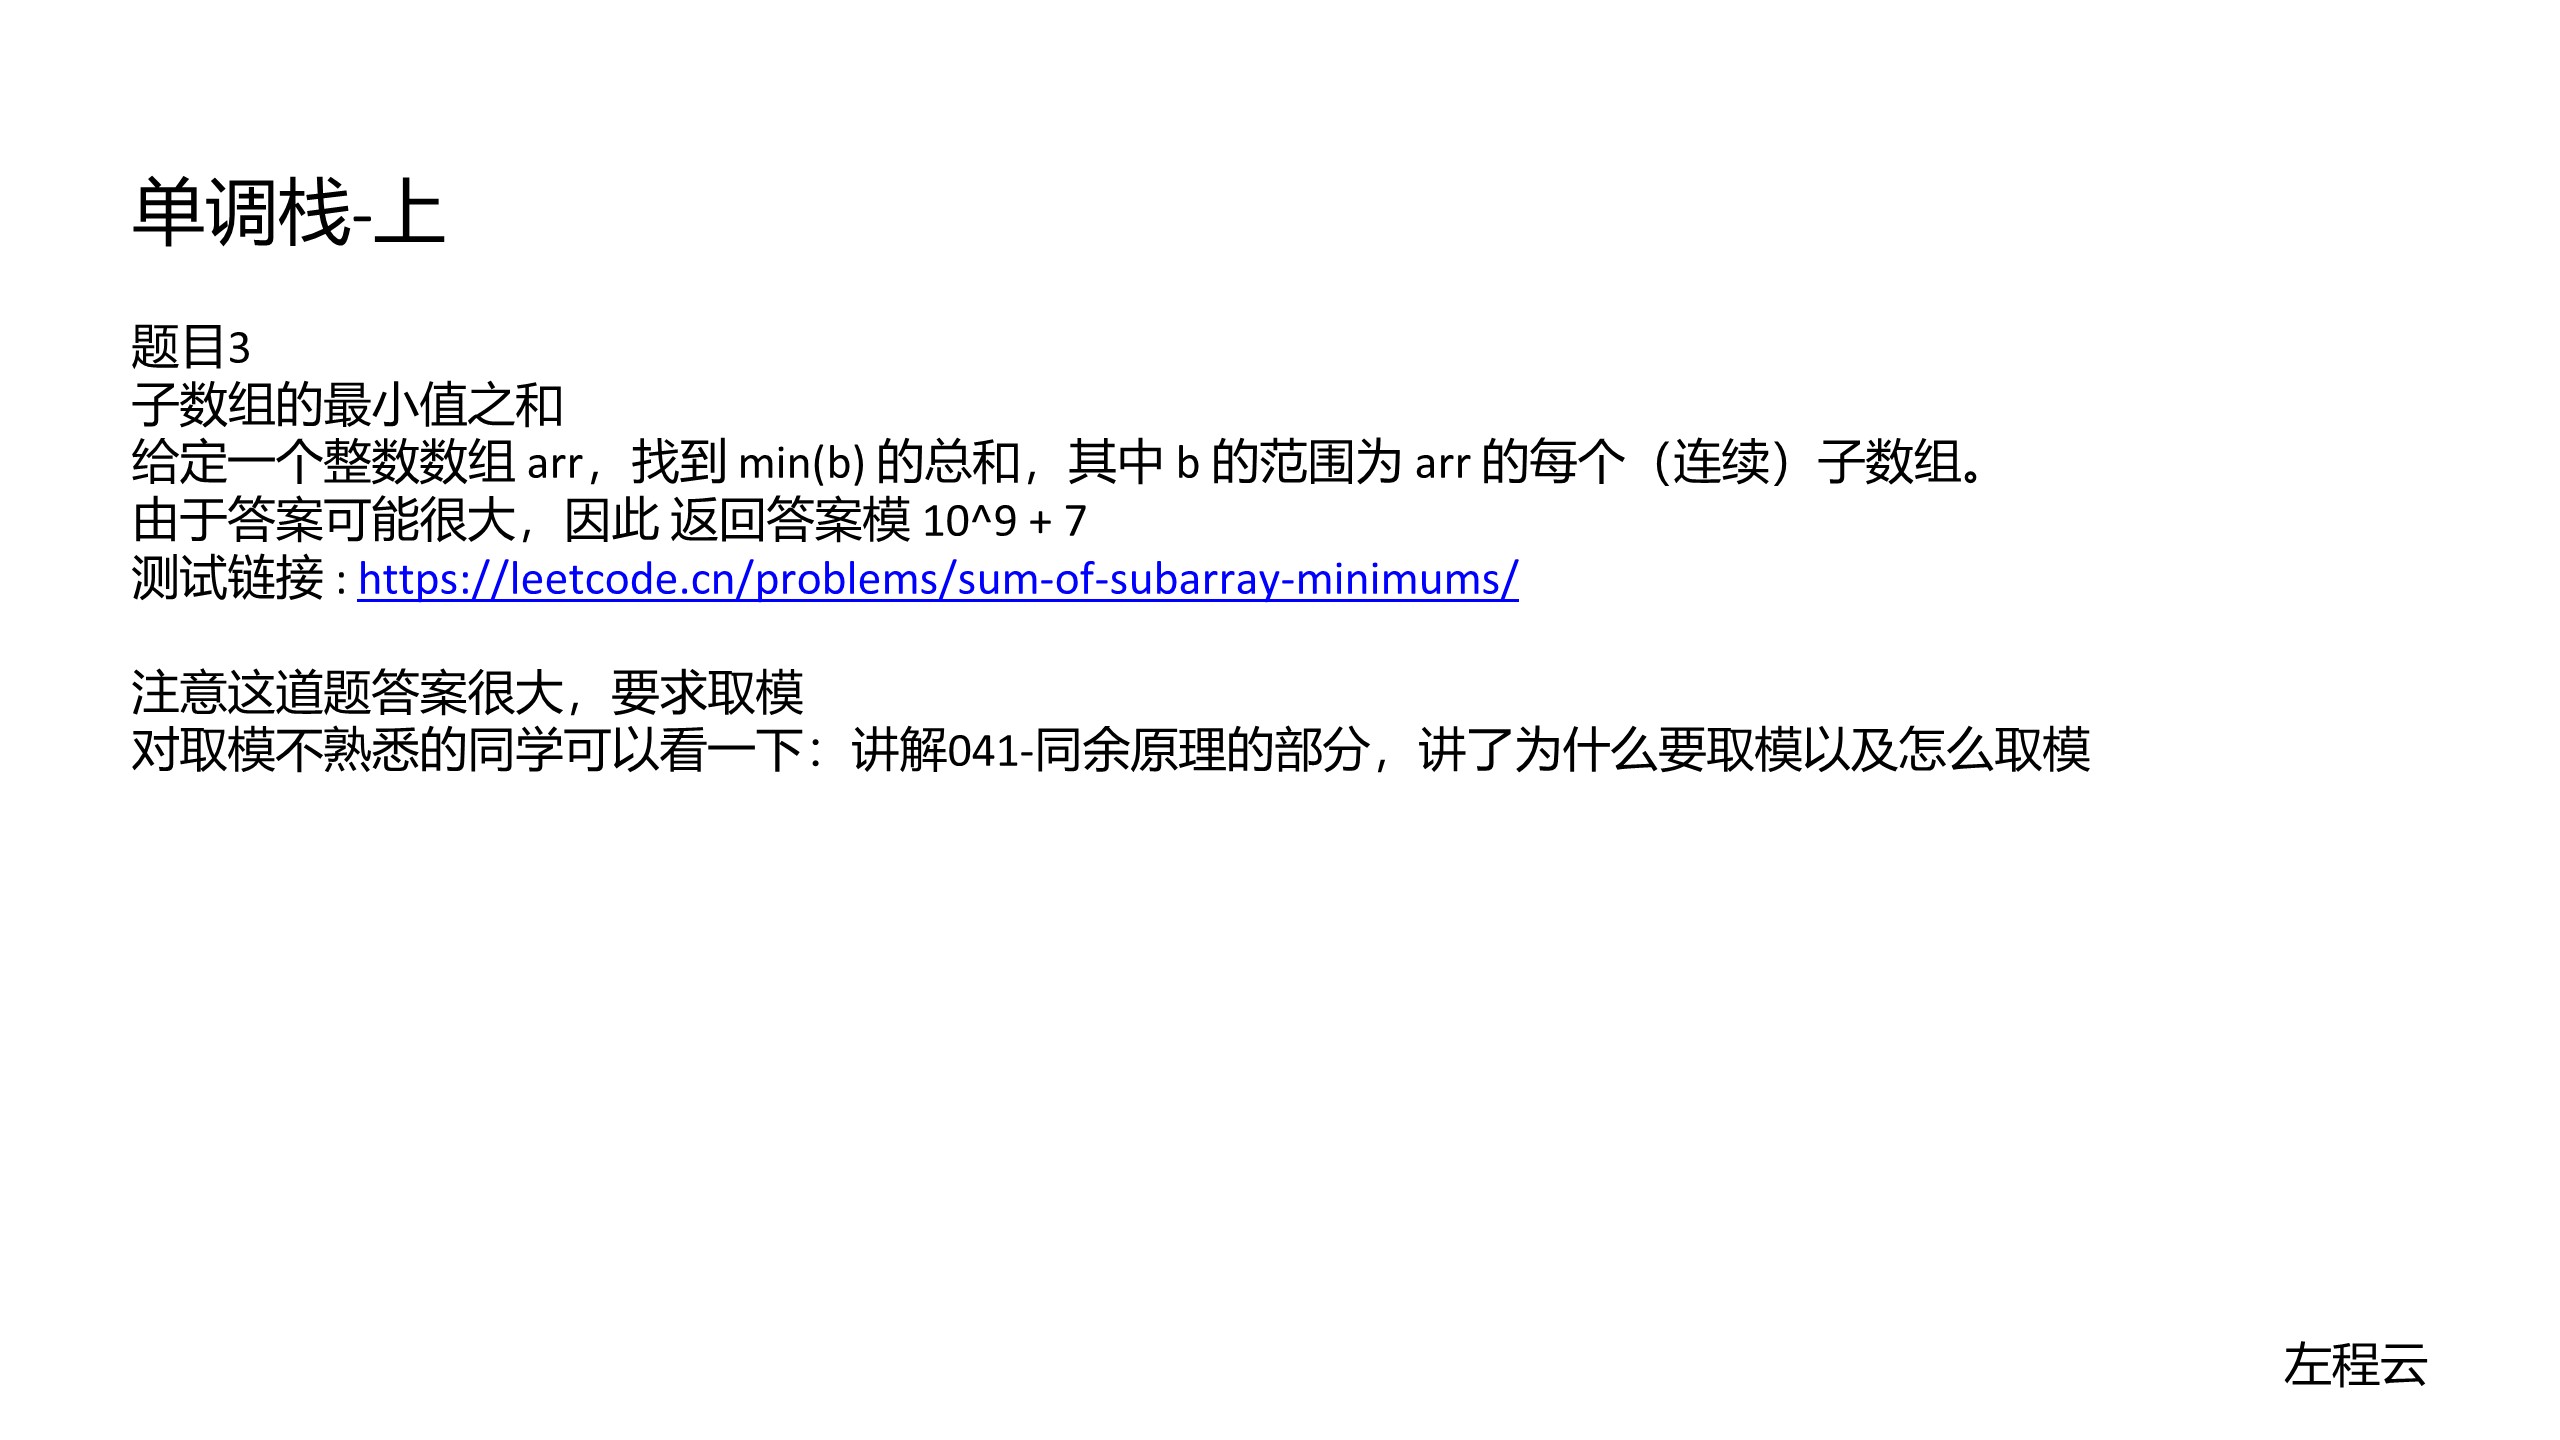 单调栈-上
题目3
子数组的最小值之和
给定一个整数数组 arr，找到 min(b) 的总和，其中 b 的范围为 arr 的每个（连续）子数组。
由于答案可能很大，因此 返回答案模 10^9 + 7
测试链接 : https://leetcode.cn/problems/sum-of-subarray-minimums/
注意这道题答案很大，要求取模
对取模不熟悉的同学可以看一下：讲解041-同余原理的部分，讲了为什么要取模以及怎么取模
左程云